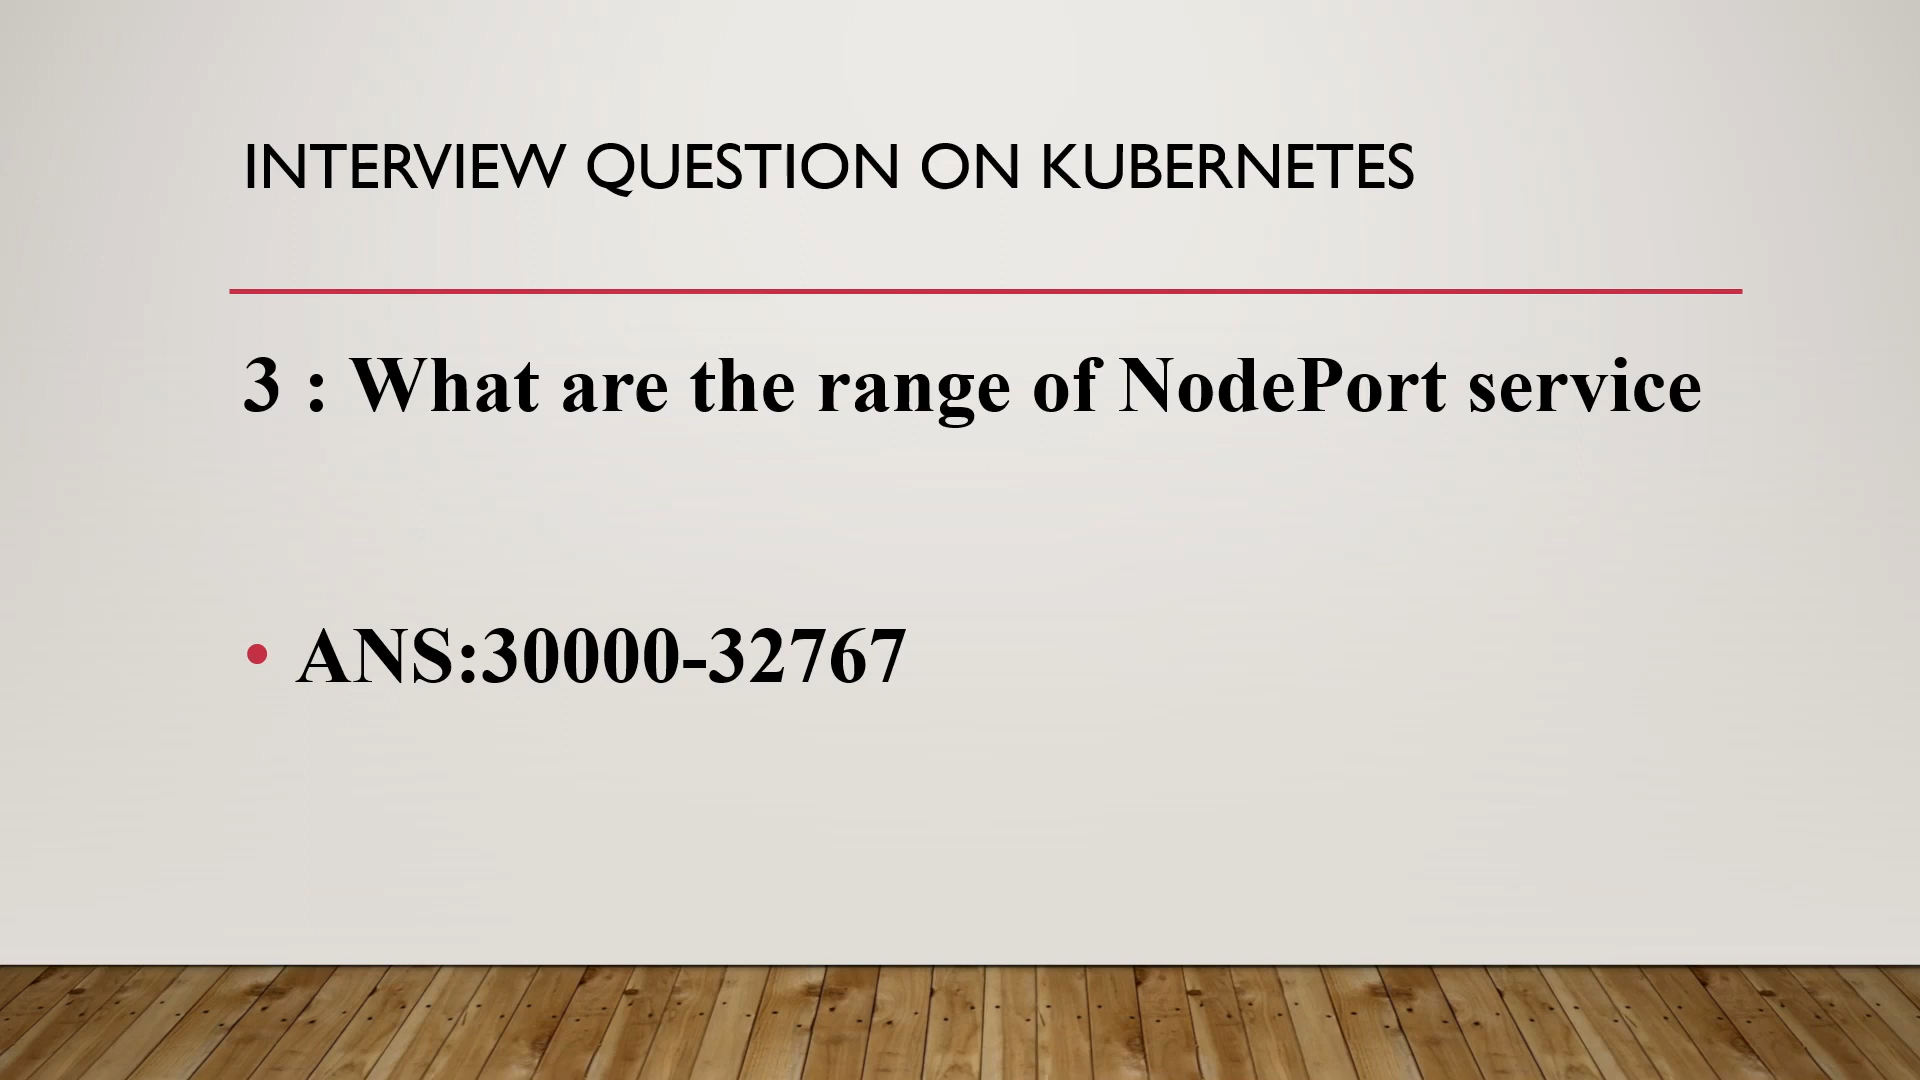 INTERVIEW QUESTION ON KUBERNETES
3 : What are the range of NodePort service
• ANS:30000-32767